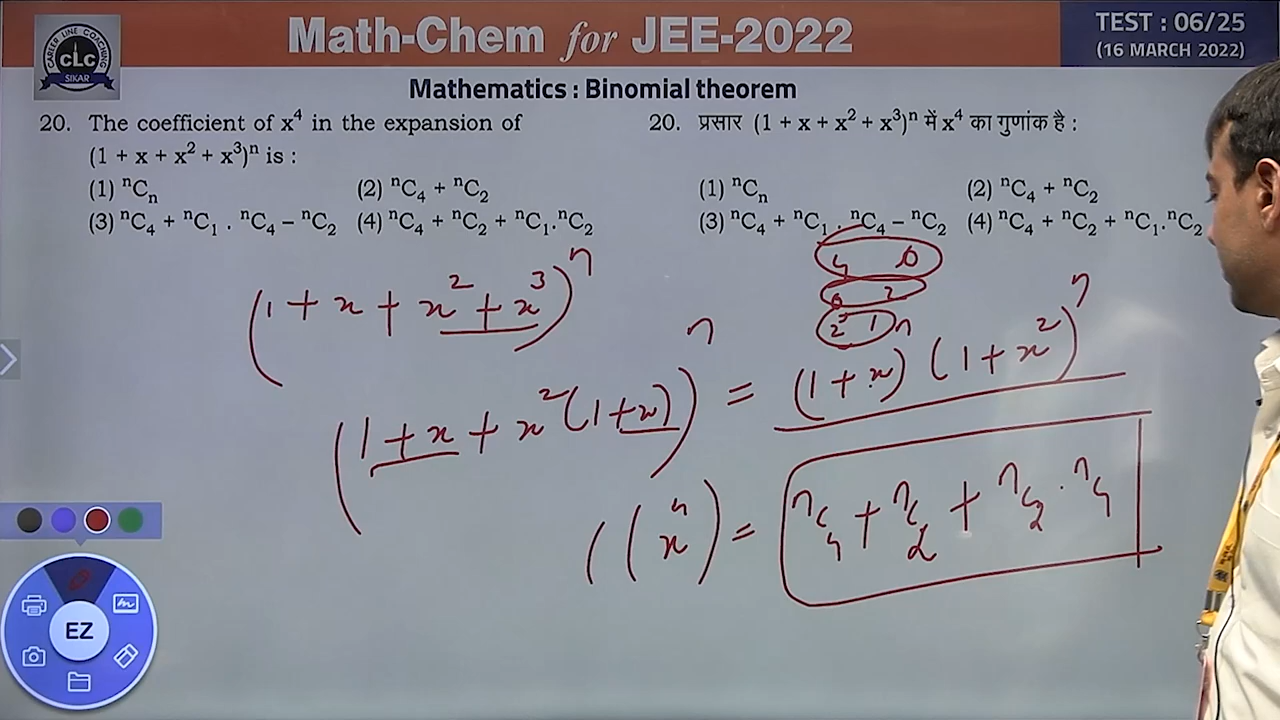 CAREER LINE COACHING
CLC
SIKAR
Math-Chem for JEE-2022
TEST : 06/25
(16 MARCH 2022)
Mathematics : Binomial theorem
20. The coefficient of x⁴ in the expansion of
(1 + x + x² + x³)ⁿ is :
(1) ⁿCₙ (2) ⁿC₄ + ⁿC₂
(3) ⁿC₄ + ⁿC₁ . ⁿC₄ – ⁿC₂ (4) ⁿC₄ + ⁿC₂ + ⁿC₁.ⁿC₂
20. प्रसार (1 + x + x² + x³)ⁿ में x⁴ का गुणांक है :
(1) ⁿCₙ (2) ⁿC₄ + ⁿC₂
(3) ⁿC₄ + ⁿC₁ . ⁿC₄ – ⁿC₂ (4) ⁿC₄ + ⁿC₂ + ⁿC₁.ⁿC₂
(1 + x + x² + x³)ⁿ
4 0
0 2
2 1
(1 + x + x²(1+x))ⁿ = (1+x)ⁿ (1+x²)ⁿ
((x⁴) = ⁿC₄ + ⁿC₂ + ⁿC₂ . ⁿC₁
EZ